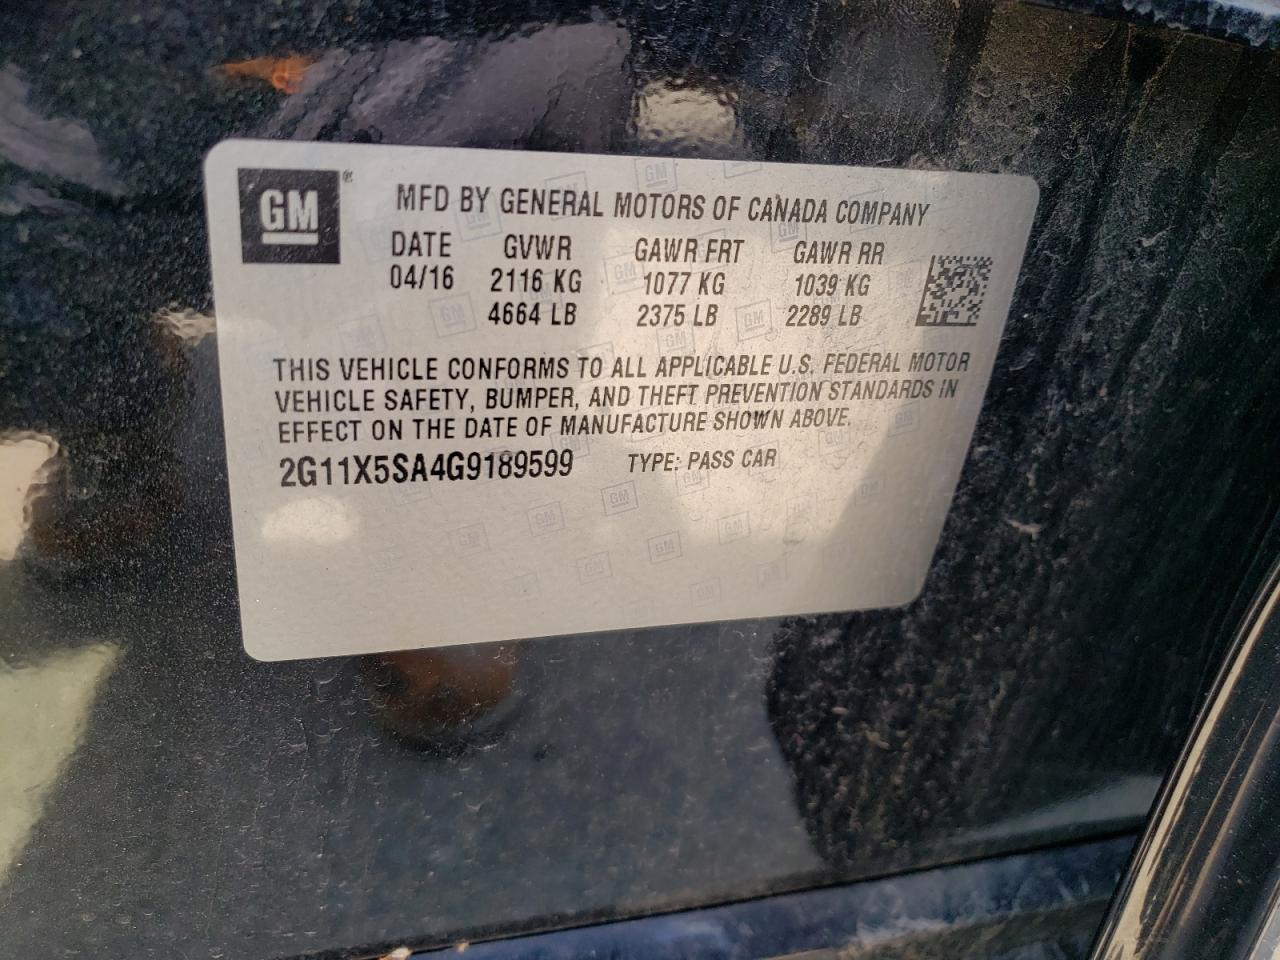 GM®
MFD BY GENERAL MOTORS OF CANADA COMPANY
DATE GVWR GAWR FRT GAWR RR
04/16 2116 KG 1077 KG 1039 KG
4664 LB 2375 LB 2289 LB
THIS VEHICLE CONFORMS TO ALL APPLICABLE U.S. FEDERAL MOTOR
VEHICLE SAFETY, BUMPER, AND THEFT PREVENTION STANDARDS IN
EFFECT ON THE DATE OF MANUFACTURE SHOWN ABOVE.
2G11X5SA4G9189599 TYPE: PASS CAR